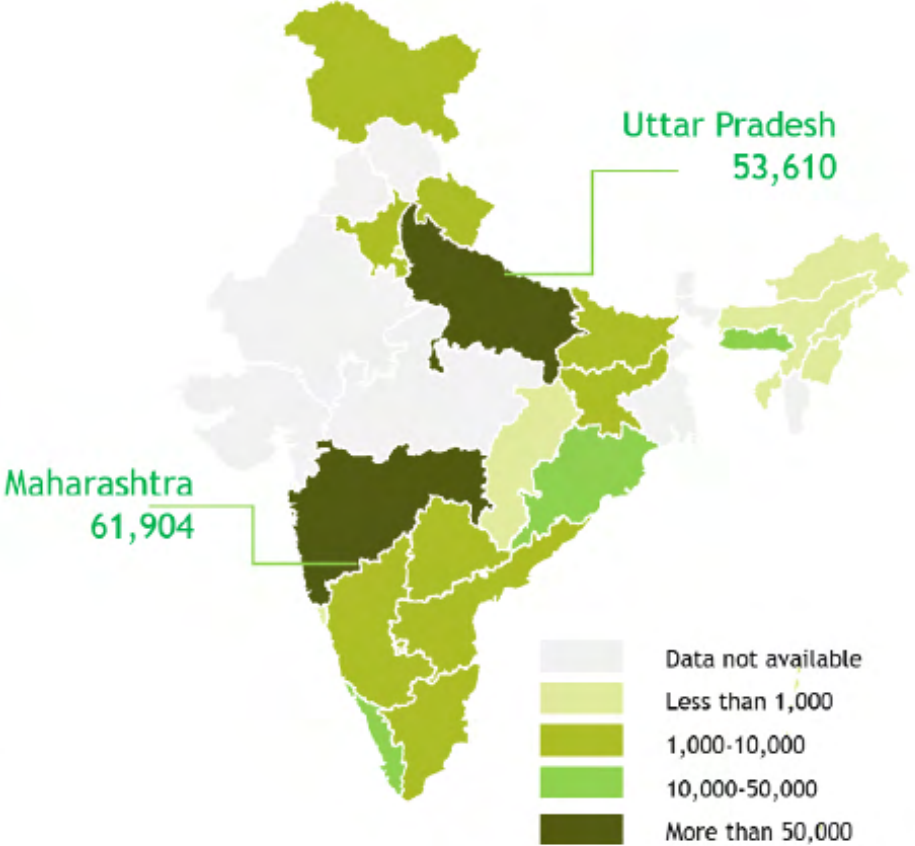 Uttar Pradesh
53,610
Maharashtra
61,904
Data not available
Less than 1,000
1,000-10,000
10,000-50,000
More than 50,000